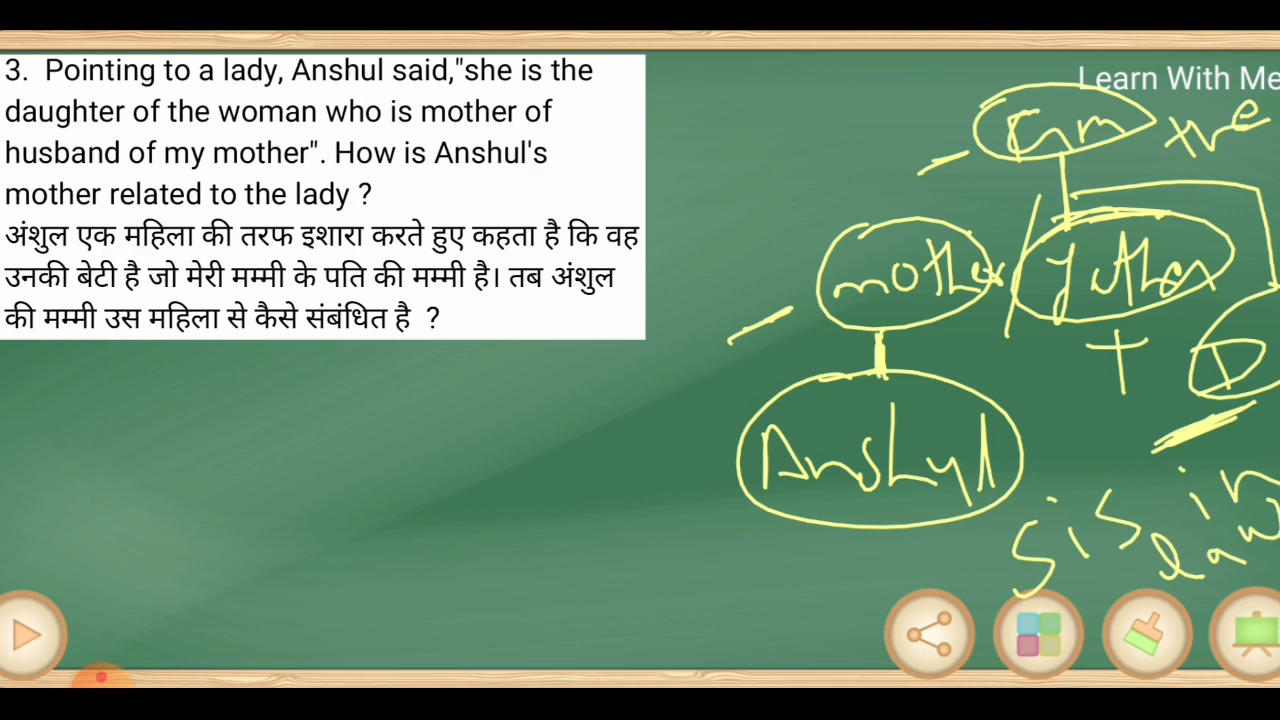 3. Pointing to a lady, Anshul said,"she is the
daughter of the woman who is mother of
husband of my mother". How is Anshul's
mother related to the lady ?
अंशुल एक महिला की तरफ इशारा करते हुए कहता है कि वह
उनकी बेटी है जो मेरी मम्मी के पति की मम्मी है। तब अंशुल
की मम्मी उस महिला से कैसे संबंधित है ?
Learn With Me
Gm
mother
father
+
D
Anshul
sis in
law